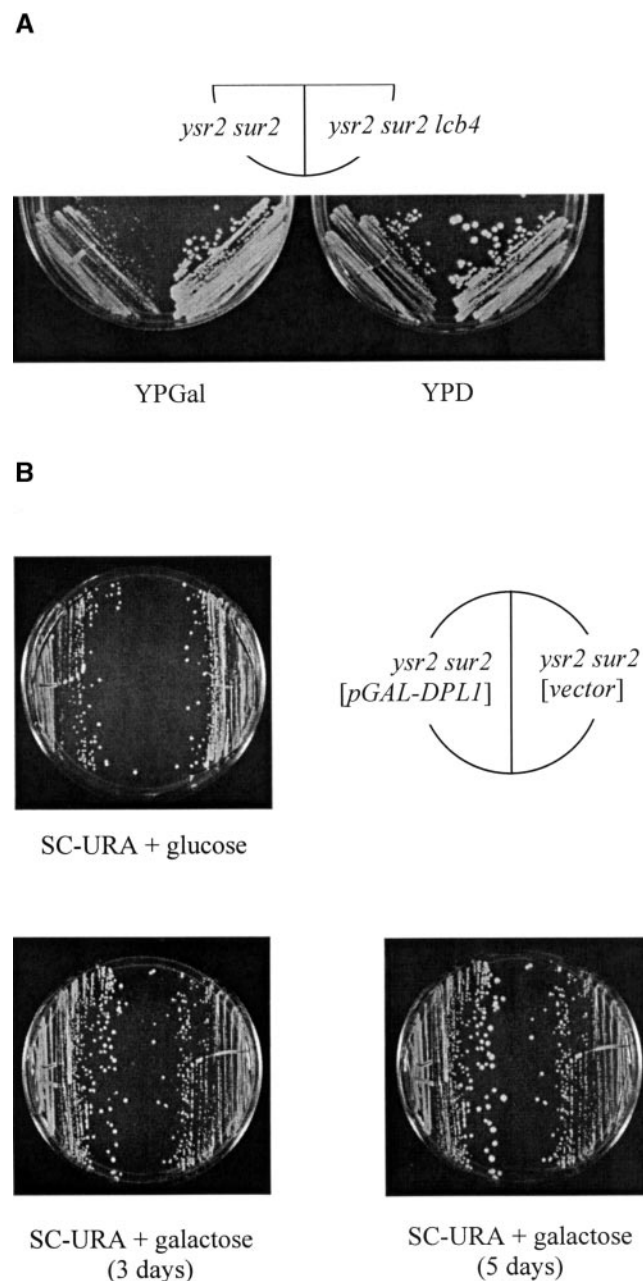 A
ysr2 sur2
ysr2 sur2 lcb4
YPGal
YPD
B
ysr2 sur2
[pGAL-DPL1]
ysr2 sur2
[vector]
SC-URA + glucose
SC-URA + galactose
(3 days)
SC-URA + galactose
(5 days)